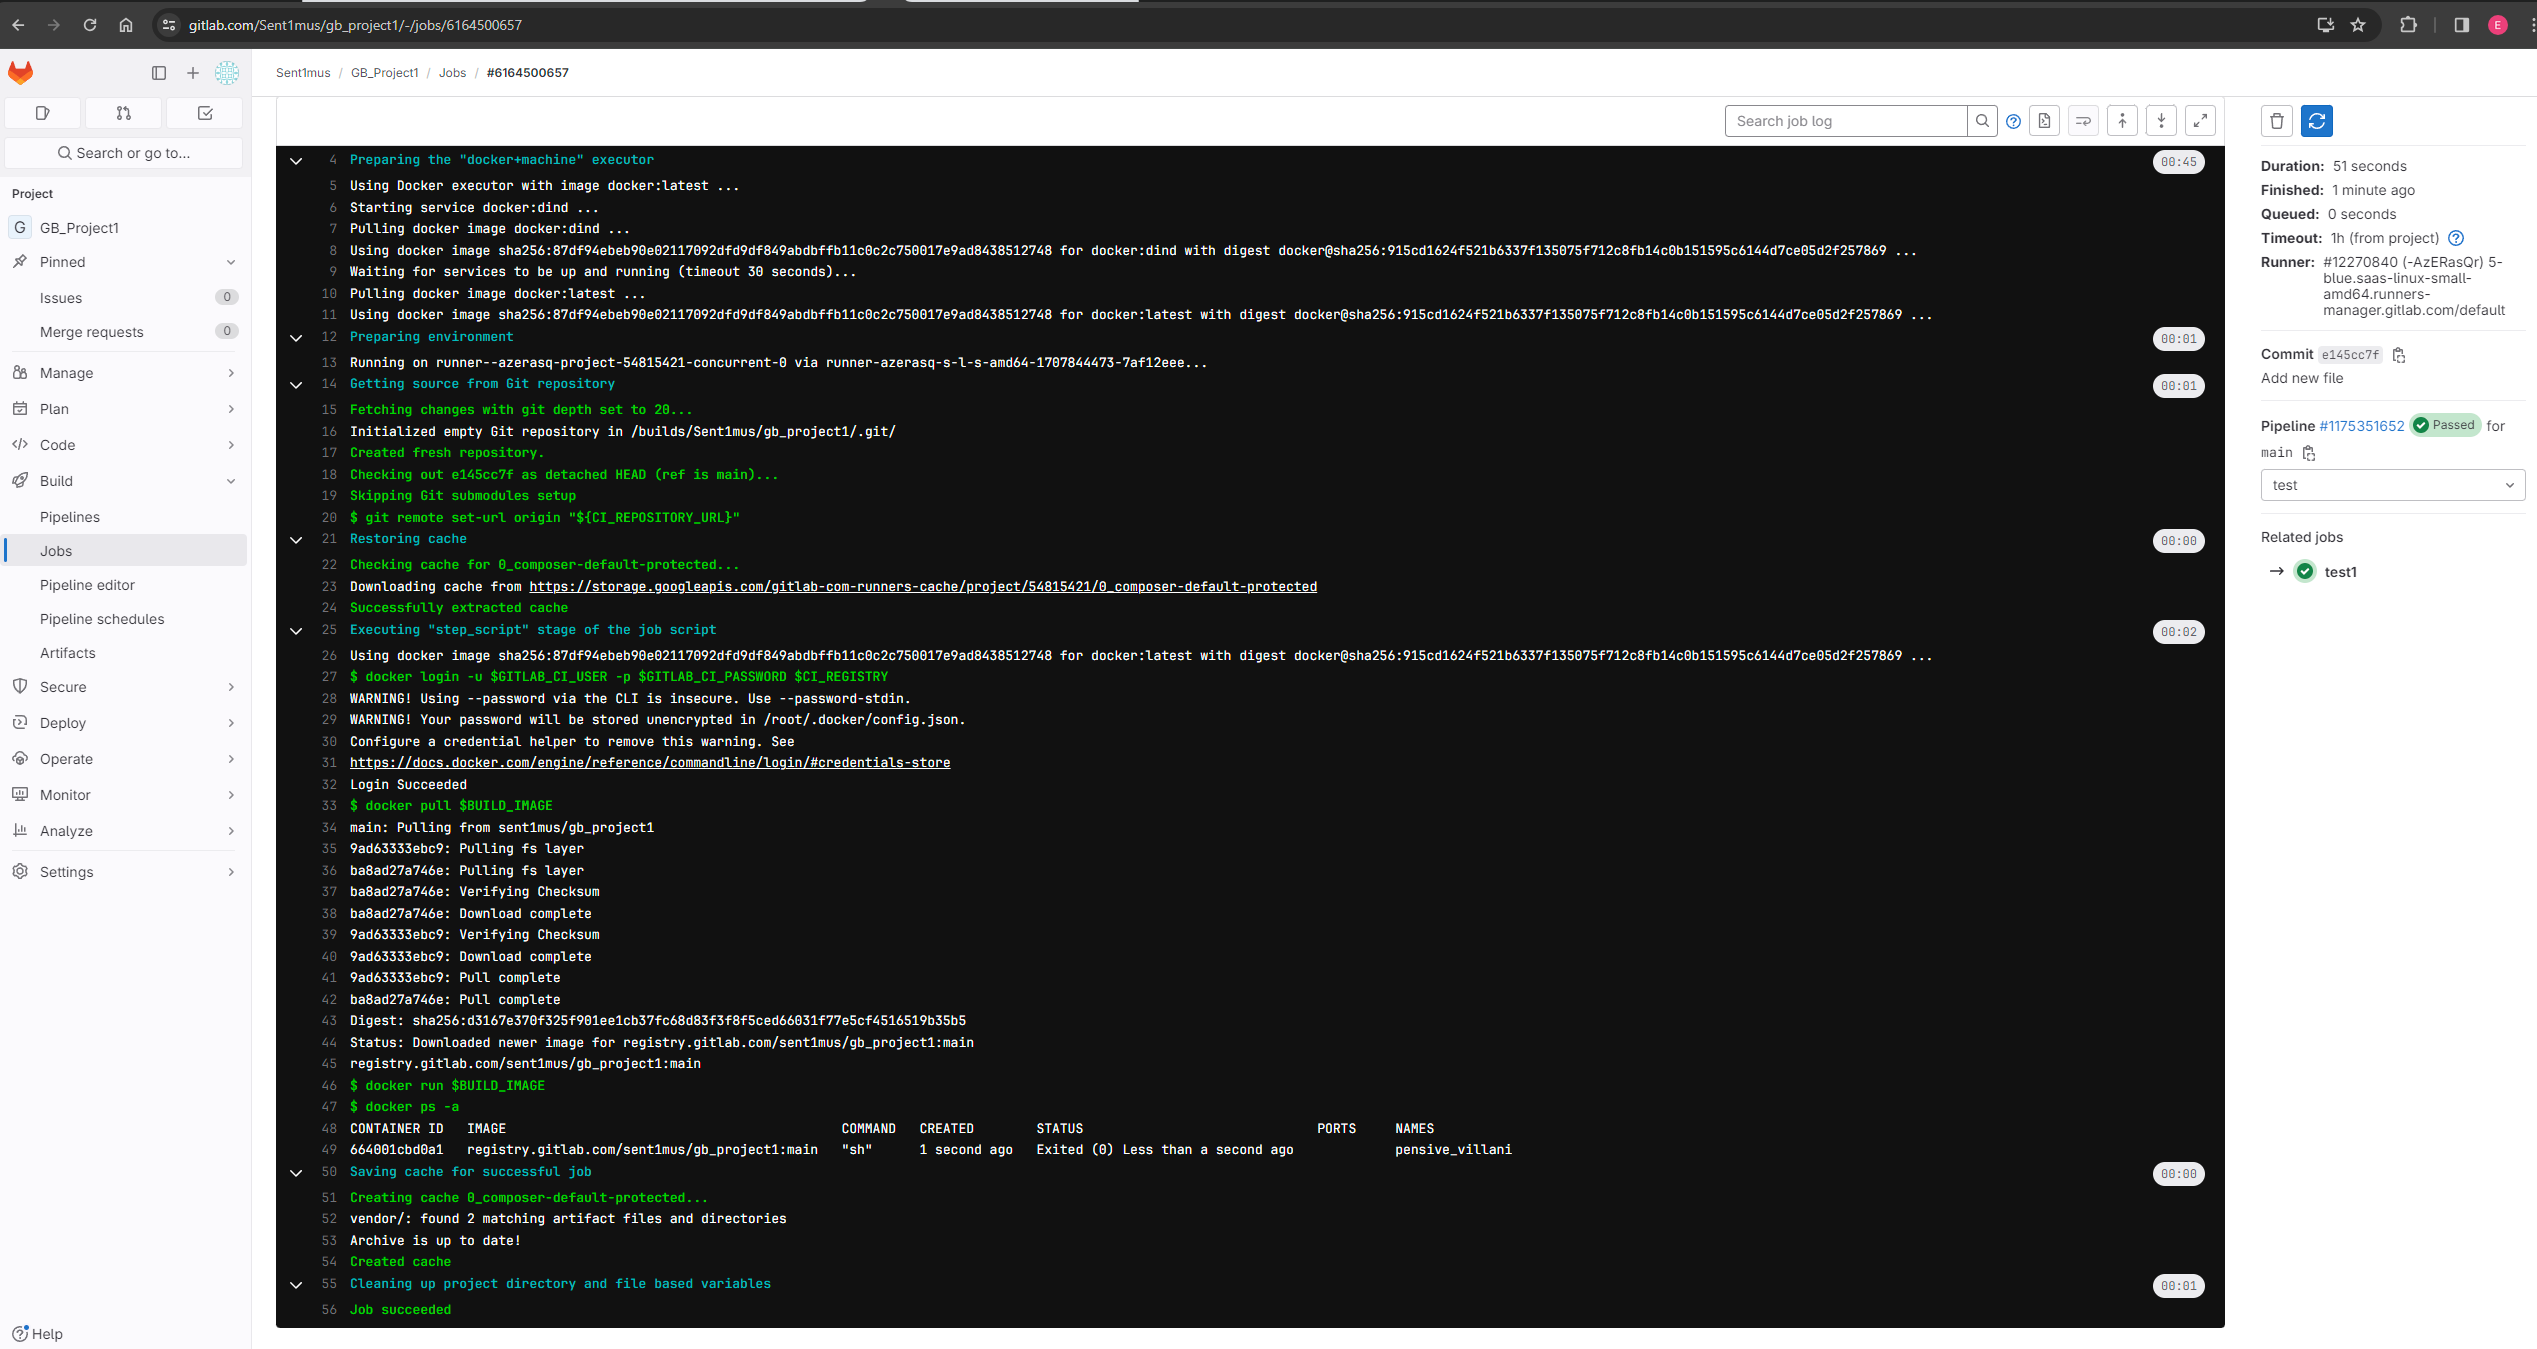 gitlab.com/Sent1mus/gb_project1/-/jobs/6164500657
E
Sent1mus / GB_Project1 / Jobs / #6164500657
Search or go to...
Project
G GB_Project1
Pinned
Issues 0
Merge requests 0
Manage
Plan
Code
Build
Pipelines
Jobs
Pipeline editor
Pipeline schedules
Artifacts
Secure
Deploy
Operate
Monitor
Analyze
Settings
Help
Search job log
4 Preparing the "docker+machine" executor 00:45
5 Using Docker executor with image docker:latest ...
6 Starting service docker:dind ...
7 Pulling docker image docker:dind ...
8 Using docker image sha256:87df94ebeb90e02117092dfd9df849abdbffb11c0c2c750017e9ad8438512748 for docker:dind with digest docker@sha256:915cd1624f521b6337f135075f712c8fb14c0b151595c6144d7ce05d2f257869 ...
9 Waiting for services to be up and running (timeout 30 seconds)...
10 Pulling docker image docker:latest ...
11 Using docker image sha256:87df94ebeb90e02117092dfd9df849abdbffb11c0c2c750017e9ad8438512748 for docker:latest with digest docker@sha256:915cd1624f521b6337f135075f712c8fb14c0b151595c6144d7ce05d2f257869 ...
12 Preparing environment 00:01
13 Running on runner--azerasq-project-54815421-concurrent-0 via runner-azerasq-s-l-s-amd64-1707844473-7af12eee...
14 Getting source from Git repository 00:01
15 Fetching changes with git depth set to 20...
16 Initialized empty Git repository in /builds/Sent1mus/gb_project1/.git/
17 Created fresh repository.
18 Checking out e145cc7f as detached HEAD (ref is main)...
19 Skipping Git submodules setup
20 $ git remote set-url origin "${CI_REPOSITORY_URL}"
21 Restoring cache 00:00
22 Checking cache for 0_composer-default-protected...
23 Downloading cache from https://storage.googleapis.com/gitlab-com-runners-cache/project/54815421/0_composer-default-protected
24 Successfully extracted cache
25 Executing "step_script" stage of the job script 00:02
26 Using docker image sha256:87df94ebeb90e02117092dfd9df849abdbffb11c0c2c750017e9ad8438512748 for docker:latest with digest docker@sha256:915cd1624f521b6337f135075f712c8fb14c0b151595c6144d7ce05d2f257869 ...
27 $ docker login -u $GITLAB_CI_USER -p $GITLAB_CI_PASSWORD $CI_REGISTRY
28 WARNING! Using --password via the CLI is insecure. Use --password-stdin.
29 WARNING! Your password will be stored unencrypted in /root/.docker/config.json.
30 Configure a credential helper to remove this warning. See
31 https://docs.docker.com/engine/reference/commandline/login/#credentials-store
32 Login Succeeded
33 $ docker pull $BUILD_IMAGE
34 main: Pulling from sent1mus/gb_project1
35 9ad63333ebc9: Pulling fs layer
36 ba8ad27a746e: Pulling fs layer
37 ba8ad27a746e: Verifying Checksum
38 ba8ad27a746e: Download complete
39 9ad63333ebc9: Verifying Checksum
40 9ad63333ebc9: Download complete
41 9ad63333ebc9: Pull complete
42 ba8ad27a746e: Pull complete
43 Digest: sha256:d3167e370f325f901ee1cb37fc68d83f3f8f5ced66031f77e5cf4516519b35b5
44 Status: Downloaded newer image for registry.gitlab.com/sent1mus/gb_project1:main
45 registry.gitlab.com/sent1mus/gb_project1:main
46 $ docker run $BUILD_IMAGE
47 $ docker ps -a
48 CONTAINER ID IMAGE COMMAND CREATED STATUS PORTS NAMES
49 664001cbd0a1 registry.gitlab.com/sent1mus/gb_project1:main "sh" 1 second ago Exited (0) Less than a second ago pensive_villani
50 Saving cache for successful job 00:00
51 Creating cache 0_composer-default-protected...
52 vendor/: found 2 matching artifact files and directories
53 Archive is up to date!
54 Created cache
55 Cleaning up project directory and file based variables 00:01
56 Job succeeded
Duration: 51 seconds
Finished: 1 minute ago
Queued: 0 seconds
Timeout: 1h (from project)
Runner: #12270840 (-AzERasQr) 5-
blue.saas-linux-small-
amd64.runners-
manager.gitlab.com/default
Commit e145cc7f
Add new file
Pipeline #1175351652 Passed for
main
test
Related jobs
test1